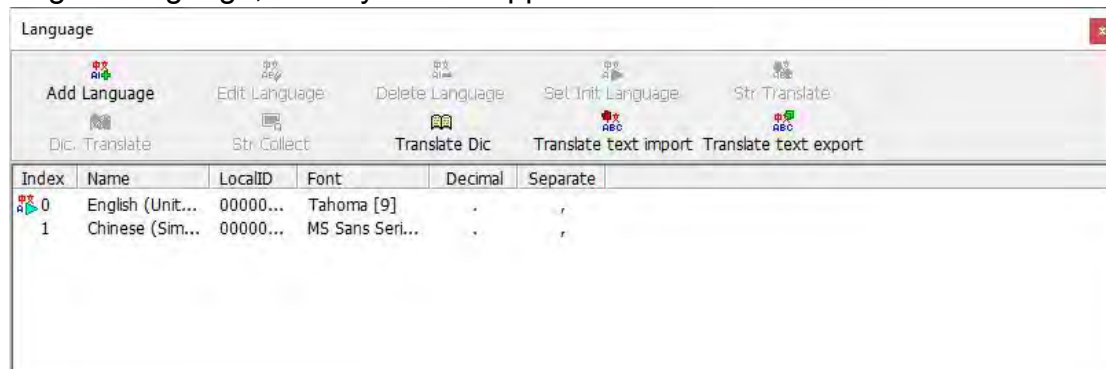 Language
Add Language Edit Language Delete Language Set Init Language Str Translate
Dic. Translate Str Collect Translate Dic Translate text import Translate text export
Index Name LocalID Font Decimal Separate
0 English (Unit... 00000... Tahoma [9] . ,
1 Chinese (Sim... 00000... MS Sans Seri... . ,